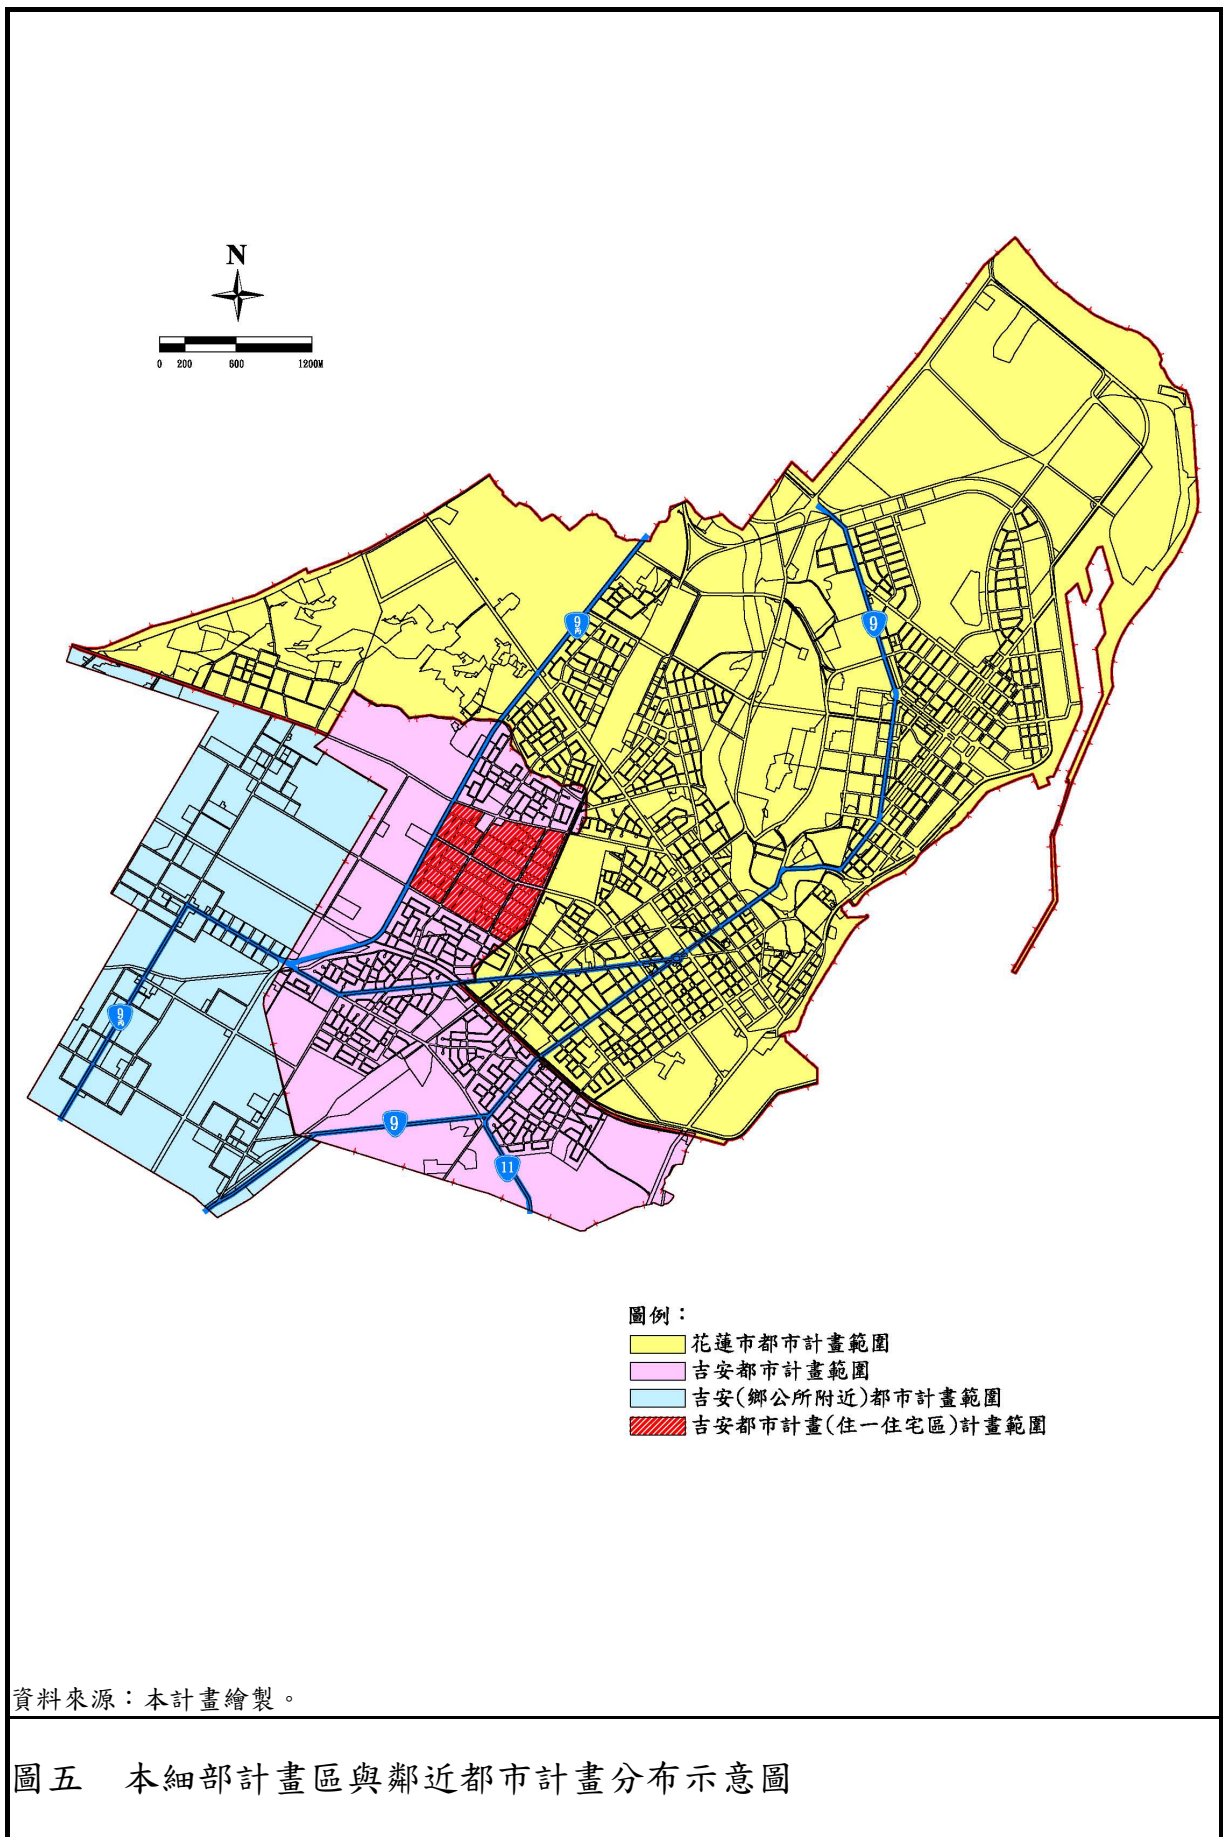 N
0 200 600 1200M
9丙
9
9丙
9
11
圖例：
花蓮市都市計畫範圍
吉安都市計畫範圍
吉安(鄉公所附近)都市計畫範圍
吉安都市計畫(住一住宅區)計畫範圍
資料來源：本計畫繪製。
圖五　本細部計畫區與鄰近都市計畫分布示意圖